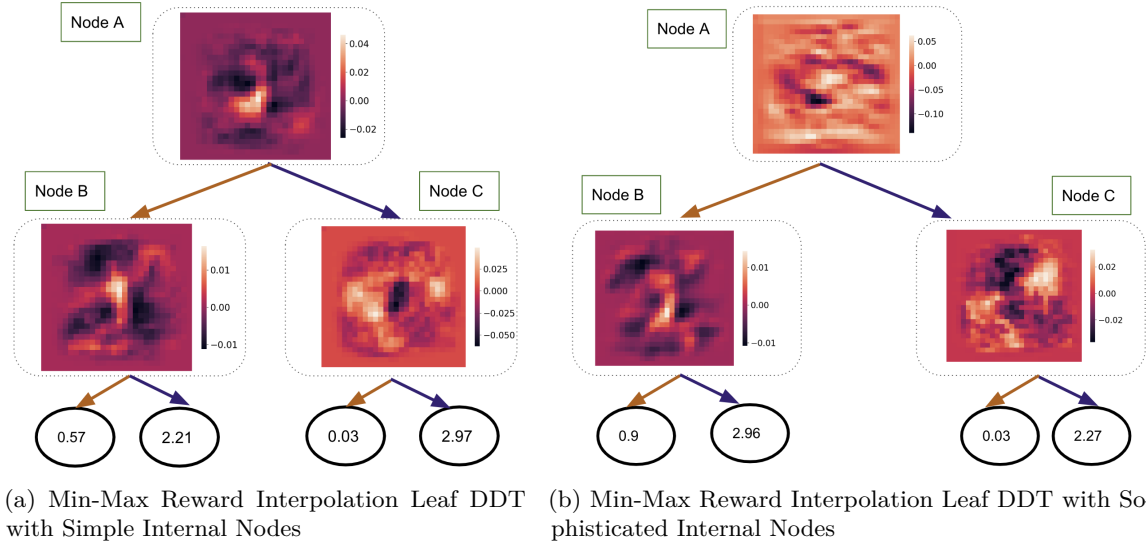 Node A
0.04
0.02
0.00
−0.02
Node B
Node C
0.01
0.00
−0.01
0.025
0.000
−0.025
−0.050
0.57
2.21
0.03
2.97
(a) Min-Max Reward Interpolation Leaf DDT
with Simple Internal Nodes
Node A
0.05
0.00
−0.05
−0.10
Node B
Node C
0.01
0.00
−0.01
0.02
0.00
−0.02
0.9
2.96
0.03
2.27
(b) Min-Max Reward Interpolation Leaf DDT with So
phisticated Internal Nodes